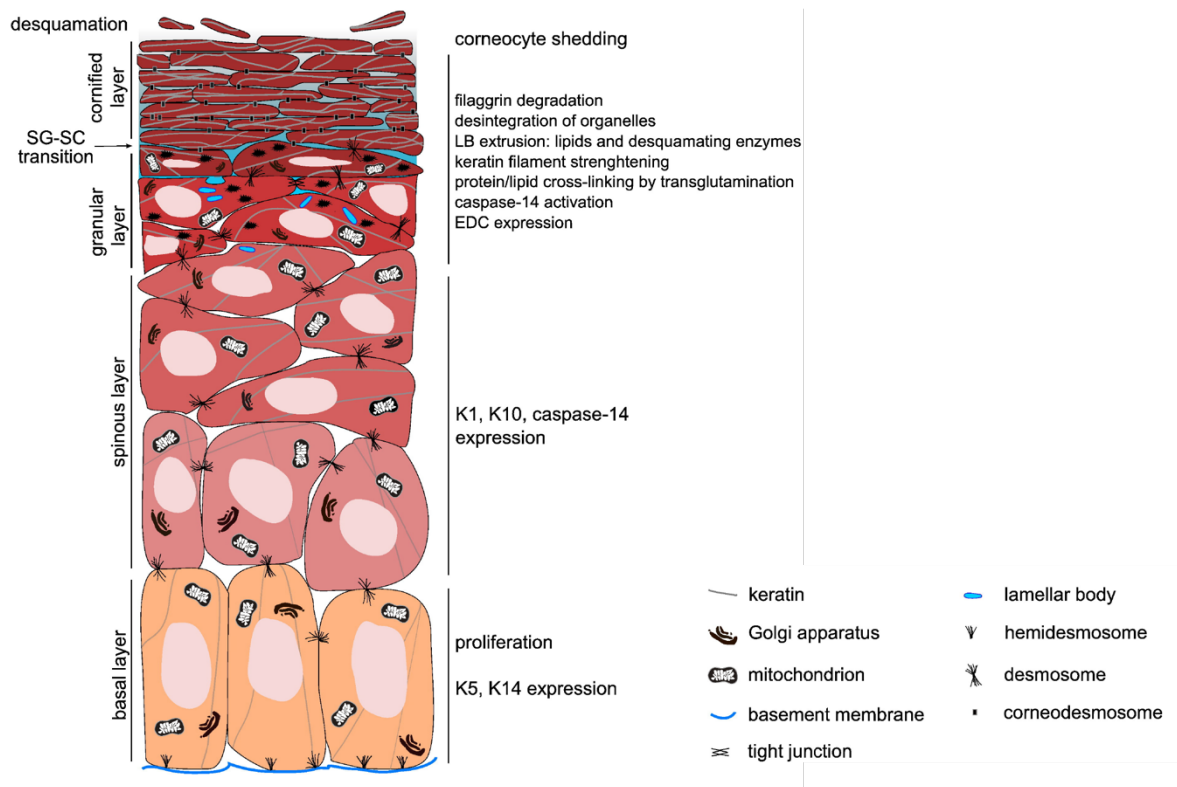 desquamation
cornified
layer
SG-SC
transition
granular
layer
spinous layer
basal layer
corneocyte shedding
filaggrin degradation
desintegration of organelles
LB extrusion: lipids and desquamating enzymes
keratin filament strenghtening
protein/lipid cross-linking by transglutamination
caspase-14 activation
EDC expression
K1, K10, caspase-14
expression
proliferation
K5, K14 expression
keratin
Golgi apparatus
mitochondrion
basement membrane
tight junction
lamellar body
hemidesmosome
desmosome
corneodesmosome